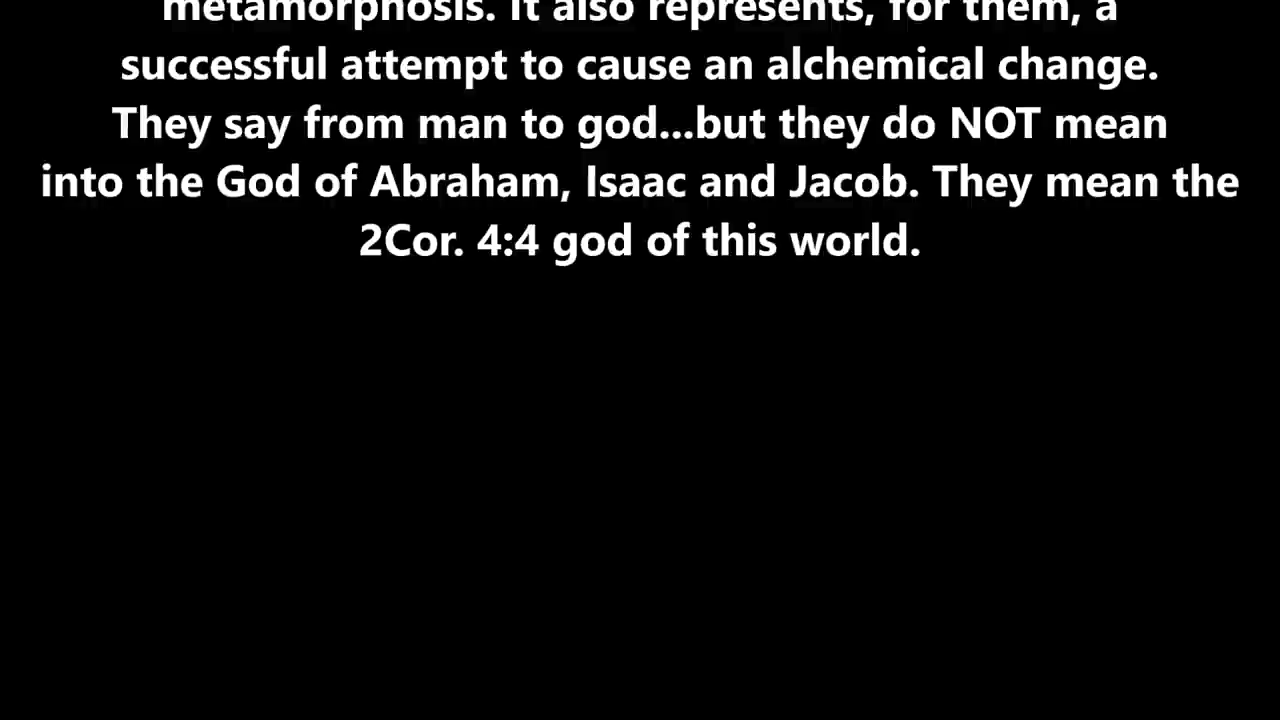 metamorphosis. It also represents, for them, a
successful attempt to cause an alchemical change.
They say from man to god...but they do NOT mean
into the God of Abraham, Isaac and Jacob. They mean the
2Cor. 4:4 god of this world.